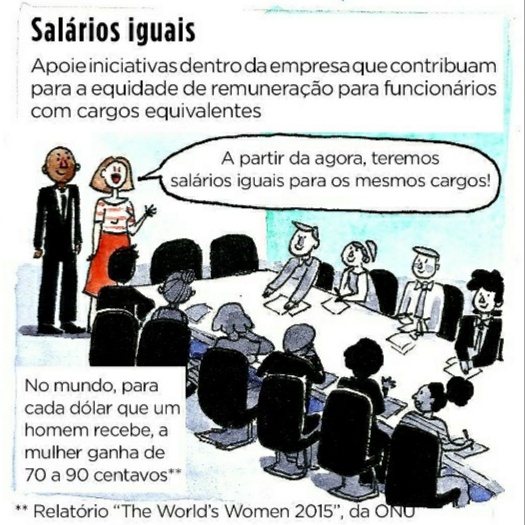 Salários iguais
Apoie iniciativas dentro da empresa que contribuam
para a equidade de remuneração para funcionários
com cargos equivalentes
A partir da agora, teremos
salários iguais para os mesmos cargos!
No mundo, para
cada dólar que um
homem recebe, a
mulher ganha de
70 a 90 centavos**
** Relatório “The World’s Women 2015”, da ONU